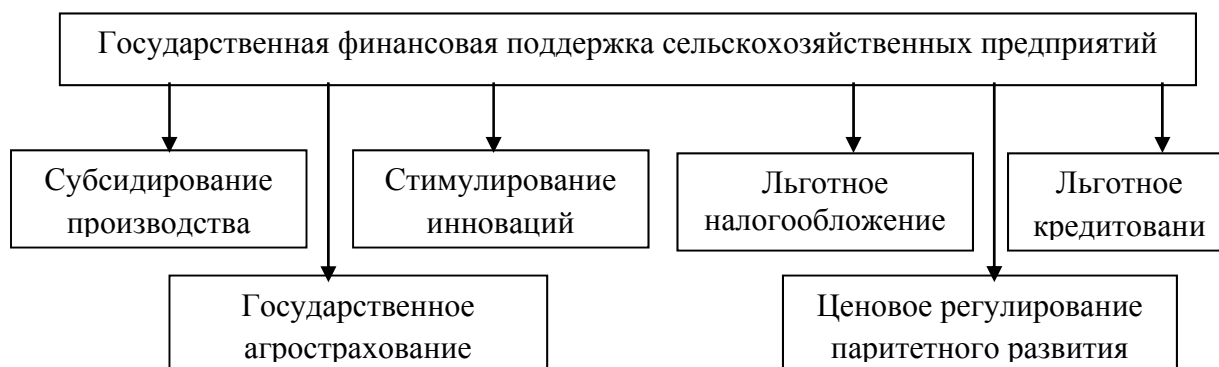 Государственная финансовая поддержка сельскохозяйственных предприятий
Субсидирование
производства
Стимулирование
инноваций
Льготное
налогообложение
Льготное
кредитовани
Государственное
агрострахование
Ценовое регулирование
паритетного развития